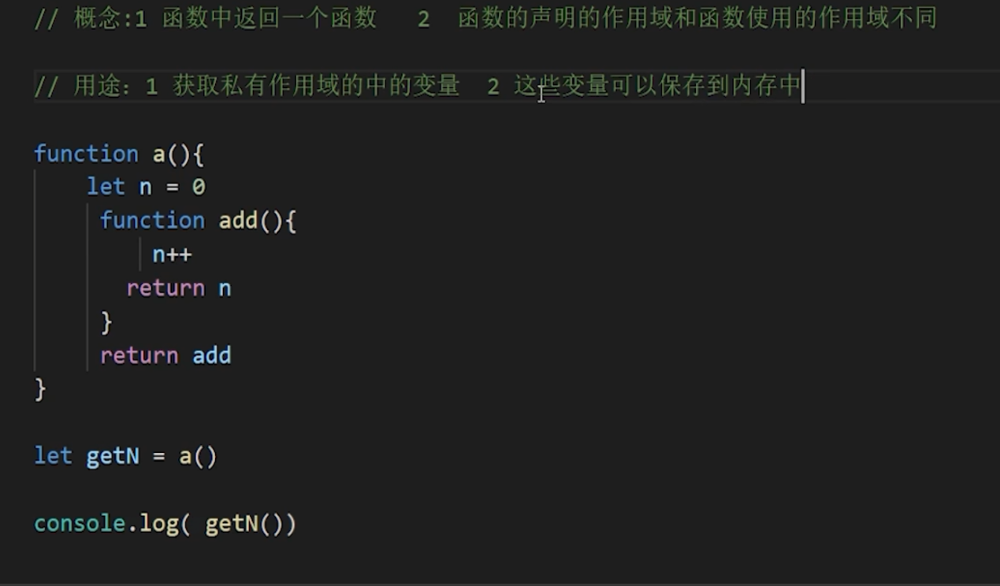 // 概念:1 函数中返回一个函数   2  函数的声明的作用域和函数使用的作用域不同
// 用途：1 获取私有作用域的中的变量  2 这些变量可以保存到内存中
function a(){
    let n = 0
     function add(){
         n++
       return n
     }
     return add
}
let getN = a()
console.log( getN())